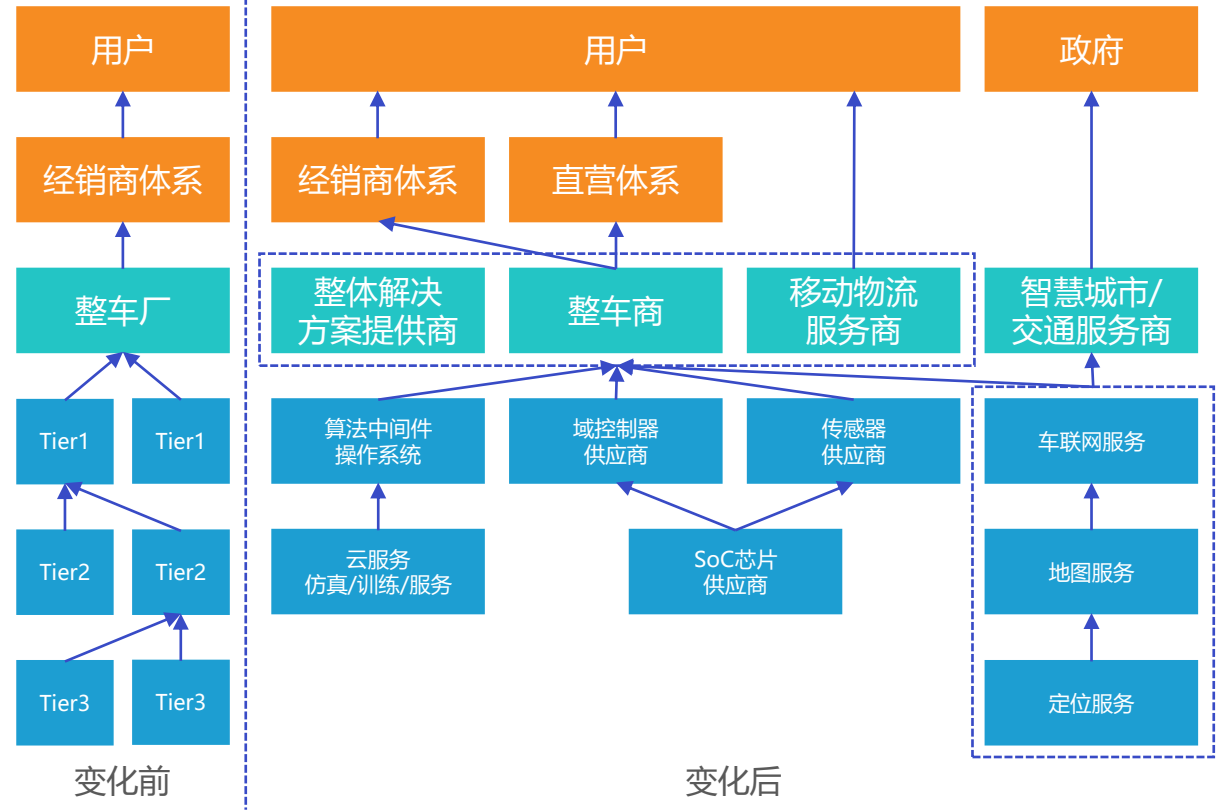 用户
用户
政府
经销商体系
经销商体系
直营体系
整车厂
整体解决
方案提供商
整车商
移动物流
服务商
智慧城市/
交通服务商
Tier1
Tier1
算法中间件
操作系统
域控制器
供应商
传感器
供应商
车联网服务
Tier2
Tier2
云服务
仿真/训练/服务
SoC芯片
供应商
地图服务
Tier3
Tier3
定位服务
变化前
变化后